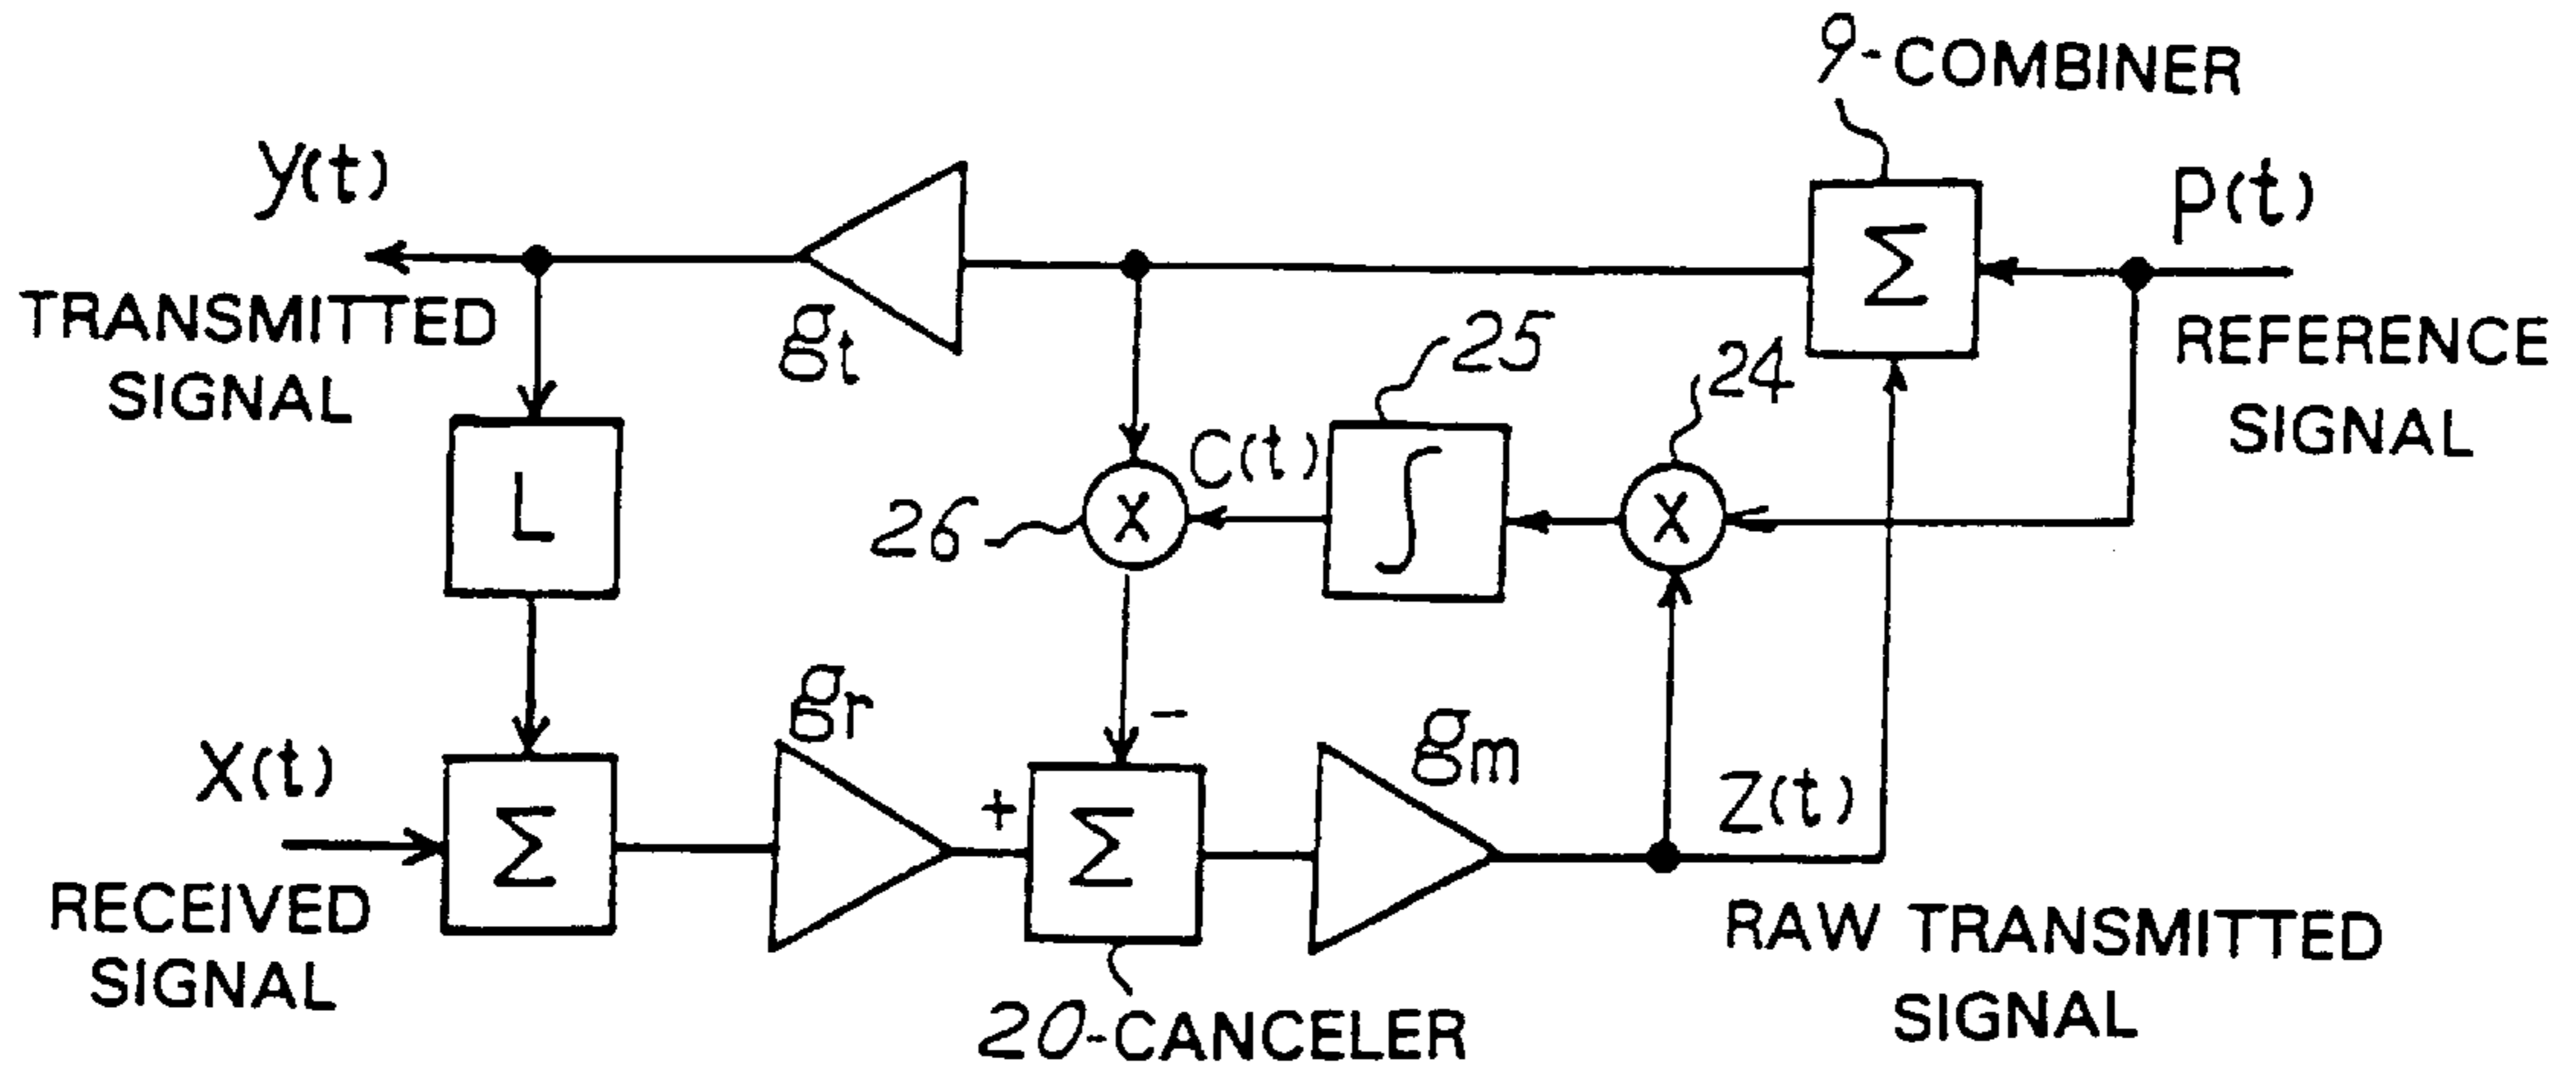 9-COMBINER
y(t)
P(t)
TRANSMITTED
SIGNAL
gt
25
24
Σ
REFERENCE
SIGNAL
L
26
X
C(t)
∫
X
X(t)
gr
-
gm
Z(t)
+
Σ
Σ
RECEIVED
SIGNAL
RAW TRANSMITTED
SIGNAL
20-CANCELER